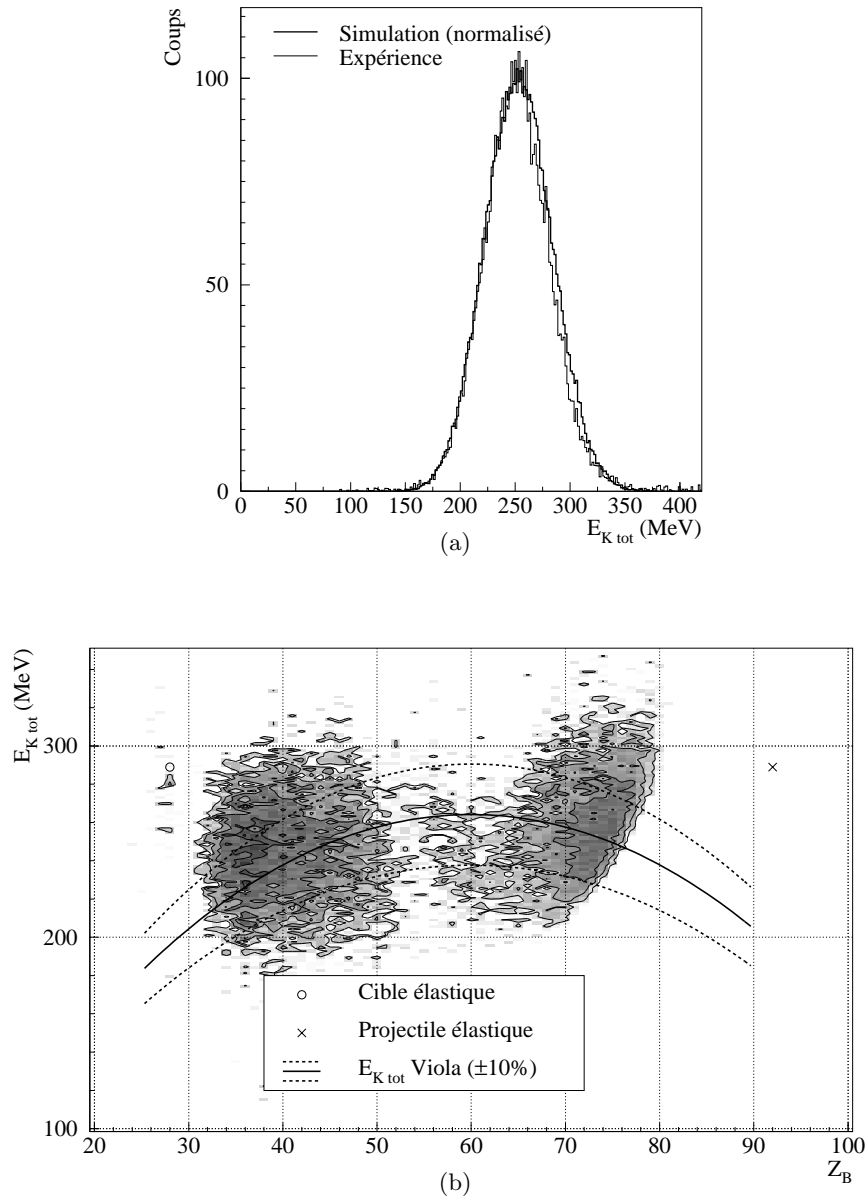 Coups
Simulation (normalisé)
Expérience
100
50
0
0 50 100 150 200 250 300 350 400
E_K tot (MeV)
(a)
E_K tot (MeV)
300
200
100
Cible élastique
Projectile élastique
E_K tot Viola (±10%)
20 30 40 50 60 70 80 90 100
Z_B
(b)